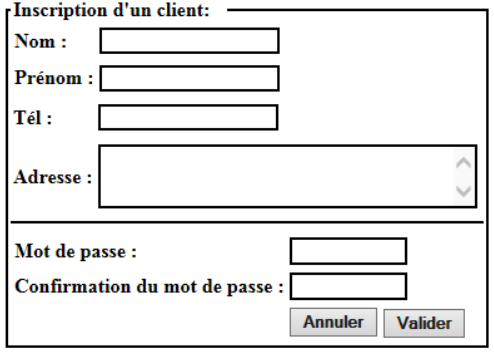 Inscription d'un client:
Nom :
Prénom :
Tél :
Adresse :
Mot de passe :
Confirmation du mot de passe :
Annuler Valider